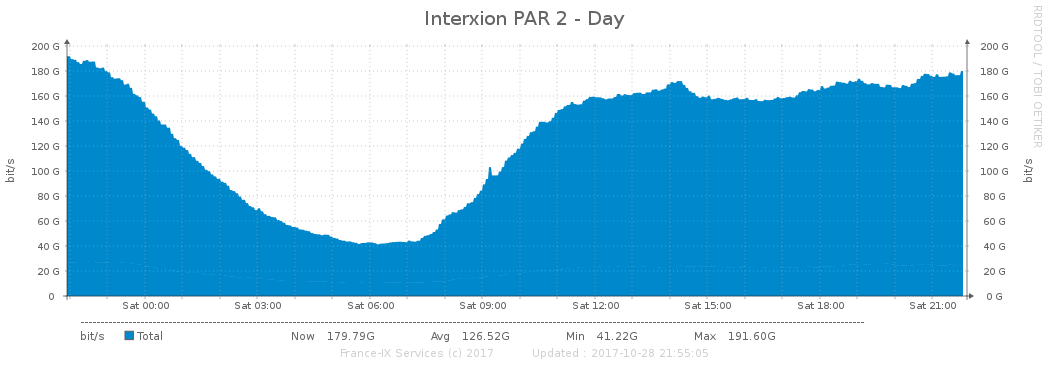 Interxion PAR 2 - Day
RRDTOOL / TOBI OETIKER
bit/s
200 G
180 G
160 G
140 G
120 G
100 G
80 G
60 G
40 G
20 G
0
200 G
180 G
160 G
140 G
120 G
100 G
80 G
60 G
40 G
20 G
0 G
bit/s
Sat 00:00 Sat 03:00 Sat 06:00 Sat 09:00 Sat 12:00 Sat 15:00 Sat 18:00 Sat 21:00
bit/s Total Now 179.79G Avg 126.52G Min 41.22G Max 191.60G
France-IX Services (c) 2017 Updated : 2017-10-28 21:55:05